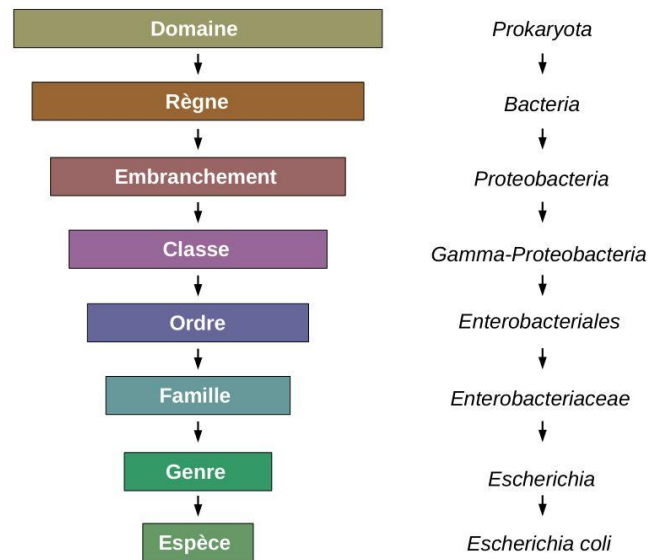 Domaine Prokaryota
Règne Bacteria
Embranchement Proteobacteria
Classe Gamma-Proteobacteria
Ordre Enterobacteriales
Famille Enterobacteriaceae
Genre Escherichia
Espèce Escherichia coli